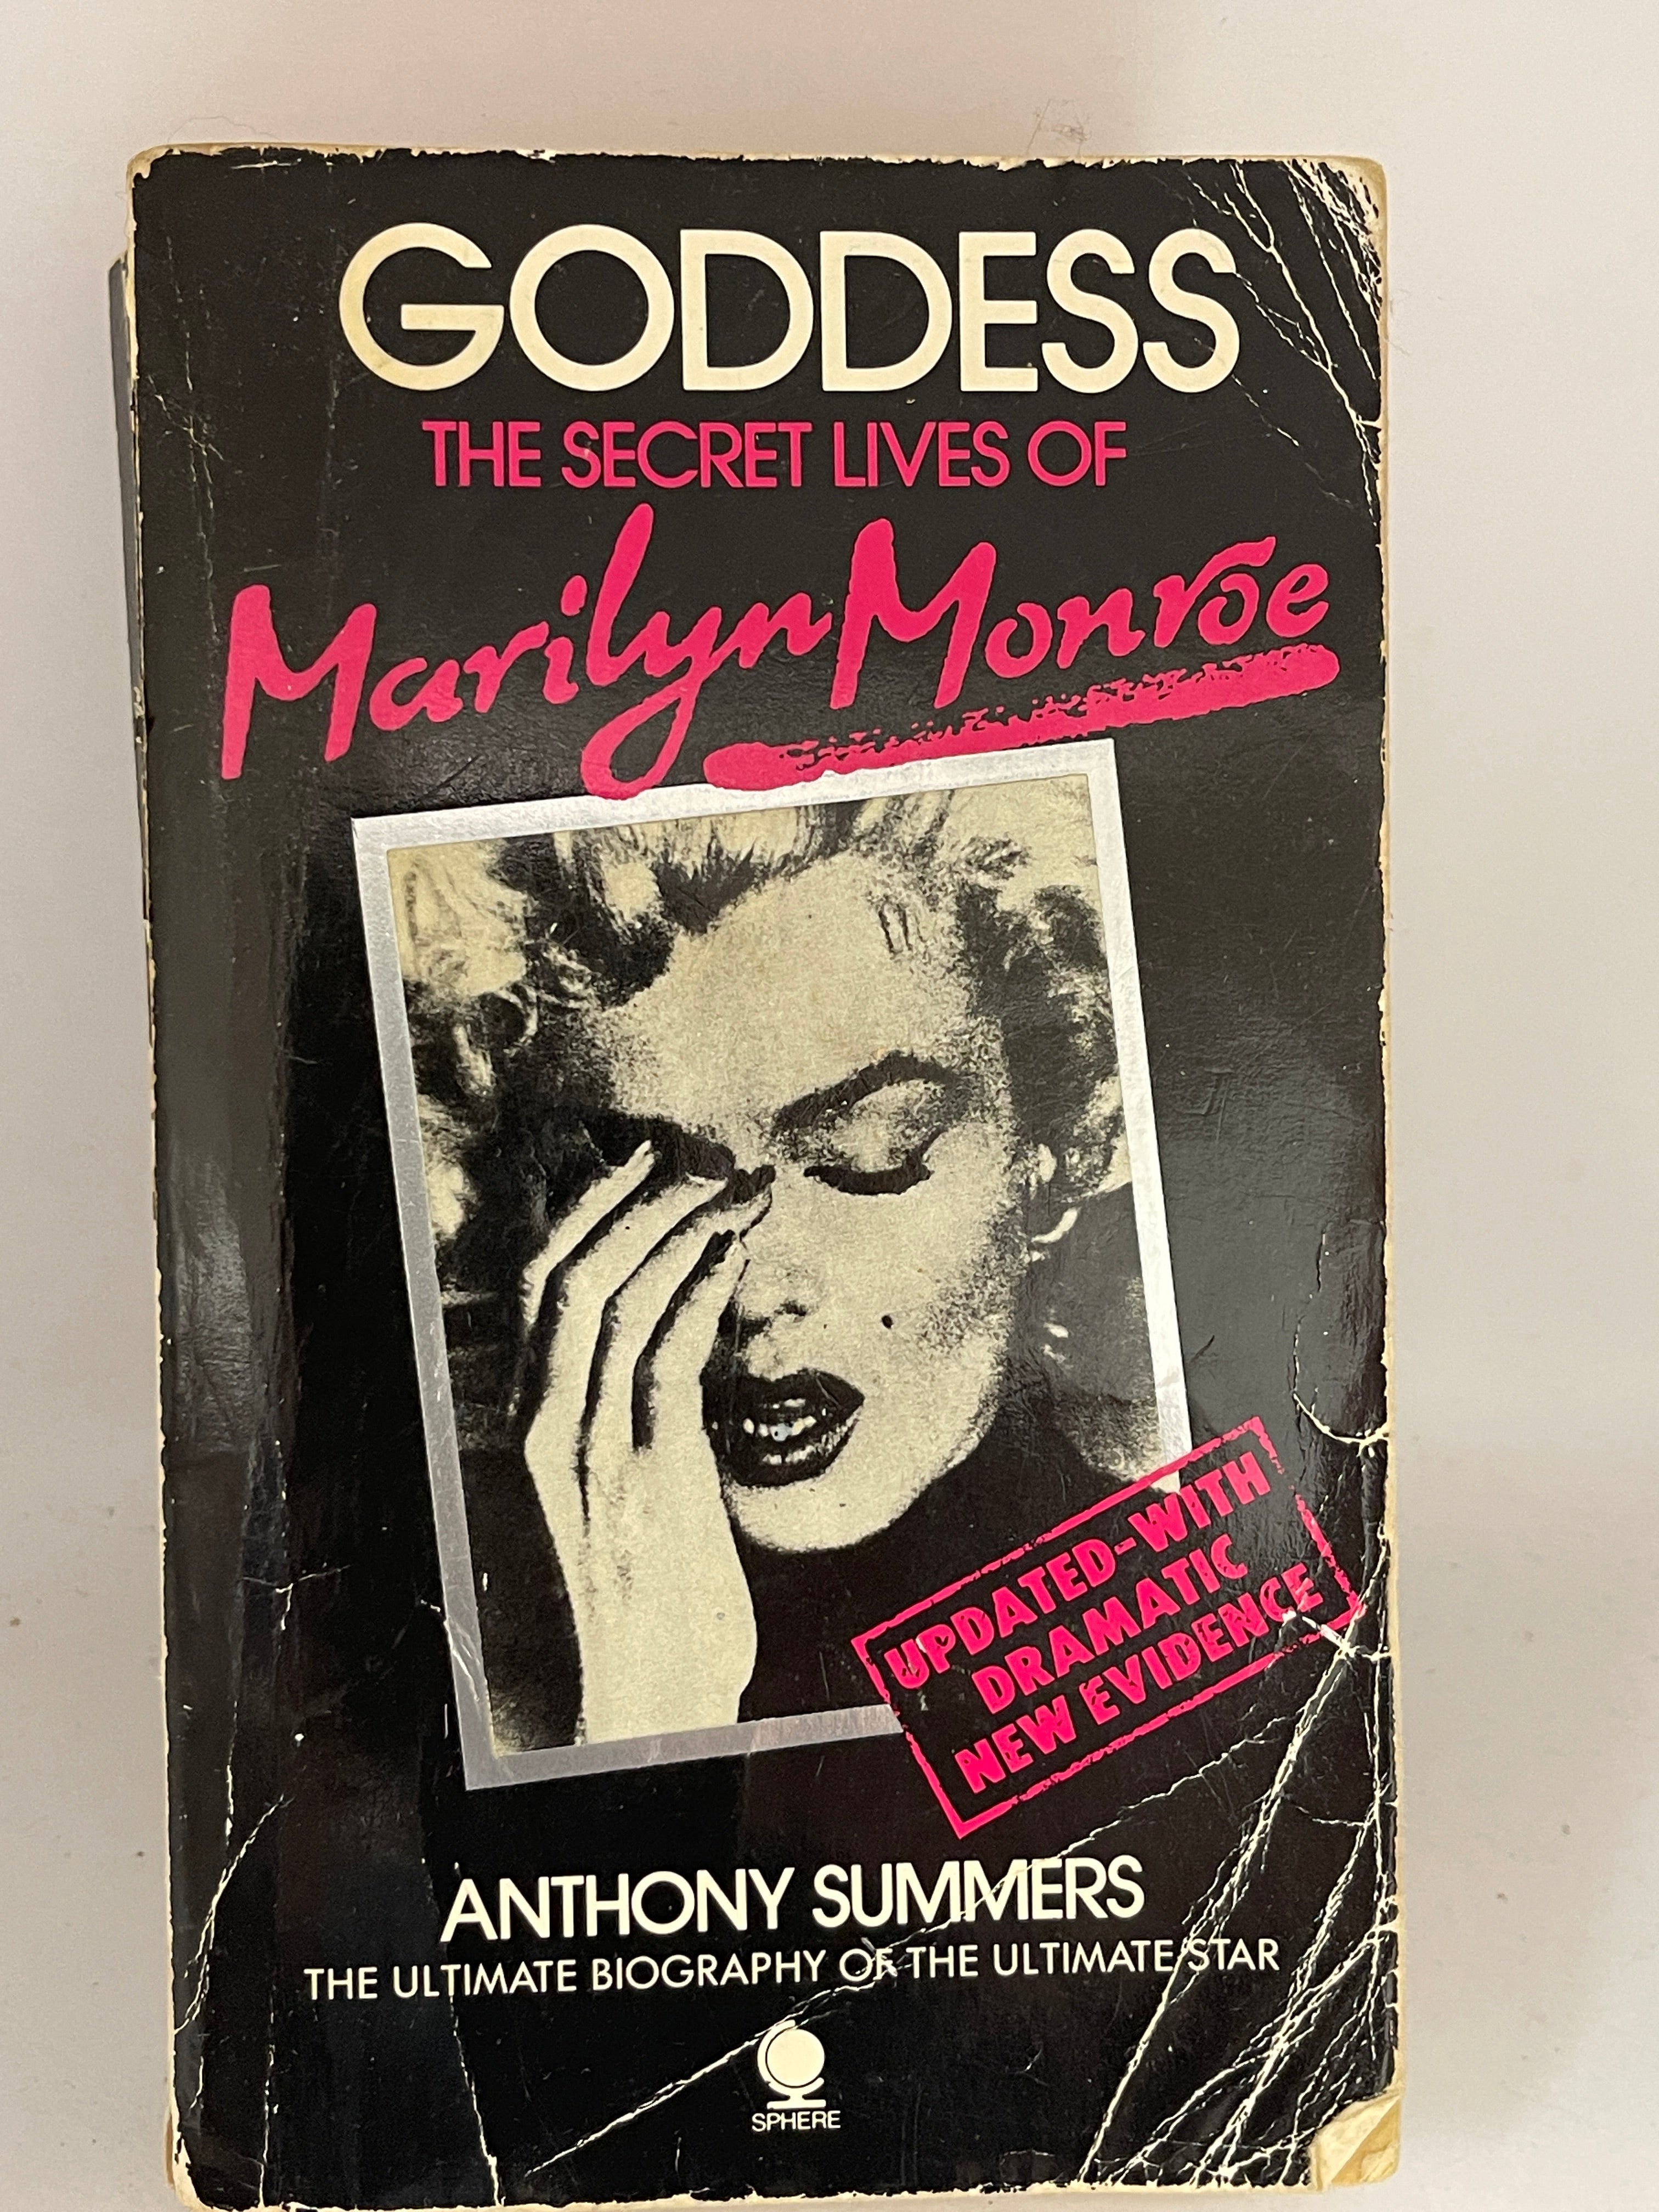 GODDESS
THE SECRET LIVES OF
Marilyn Monroe
UPDATED-WITH
DRAMATIC
NEW EVIDENCE
ANTHONY SUMMERS
THE ULTIMATE BIOGRAPHY OF THE ULTIMATE STAR
SPHERE